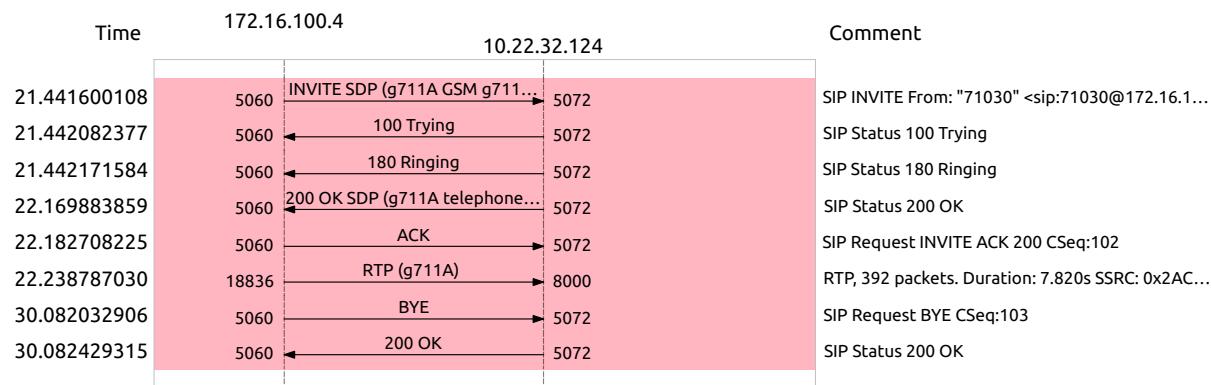 Time 172.16.100.4 10.22.32.124 Comment
21.441600108 5060 INVITE SDP (g711A GSM g711... 5072 SIP INVITE From: "71030" <sip:71030@172.16.1...
21.442082377 5060 100 Trying 5072 SIP Status 100 Trying
21.442171584 5060 180 Ringing 5072 SIP Status 180 Ringing
22.169883859 5060 200 OK SDP (g711A telephone... 5072 SIP Status 200 OK
22.182708225 5060 ACK 5072 SIP Request INVITE ACK 200 CSeq:102
22.238787030 18836 RTP (g711A) 8000 RTP, 392 packets. Duration: 7.820s SSRC: 0x2AC...
30.082032906 5060 BYE 5072 SIP Request BYE CSeq:103
30.082429315 5060 200 OK 5072 SIP Status 200 OK